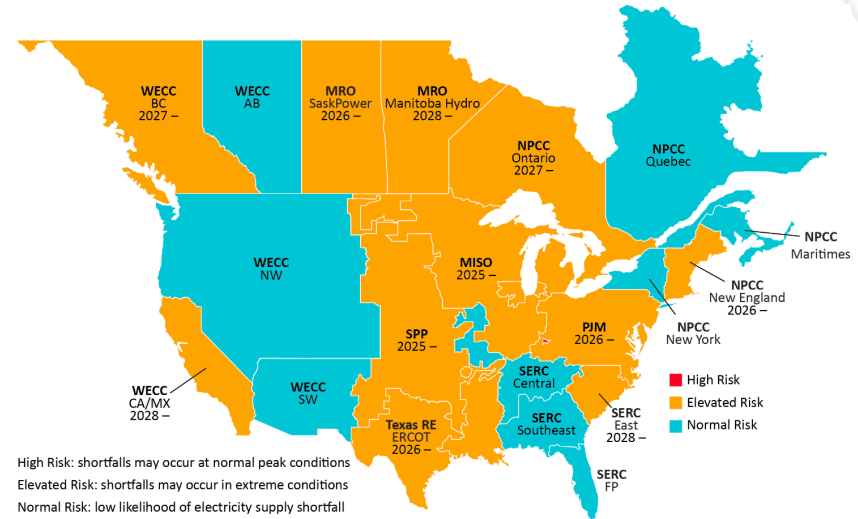 WECC
BC
2027 –
WECC
AB
MRO
SaskPower
2026 –
MRO
Manitoba Hydro
2028 –
NPCC
Ontario
2027 –
NPCC
Quebec
NPCC
Maritimes
WECC
NW
MISO
2025 –
NPCC
New England
2026 –
NPCC
New York
SPP
2025 –
PJM
2026 –
WECC
CA/MX
2028 –
WECC
SW
SERC
Central
SERC
Southeast
SERC
East
2028 –
Texas RE
ERCOT
2026 –
SERC
FP
High Risk
Elevated Risk
Normal Risk
High Risk: shortfalls may occur at normal peak conditions
Elevated Risk: shortfalls may occur in extreme conditions
Normal Risk: low likelihood of electricity supply shortfall